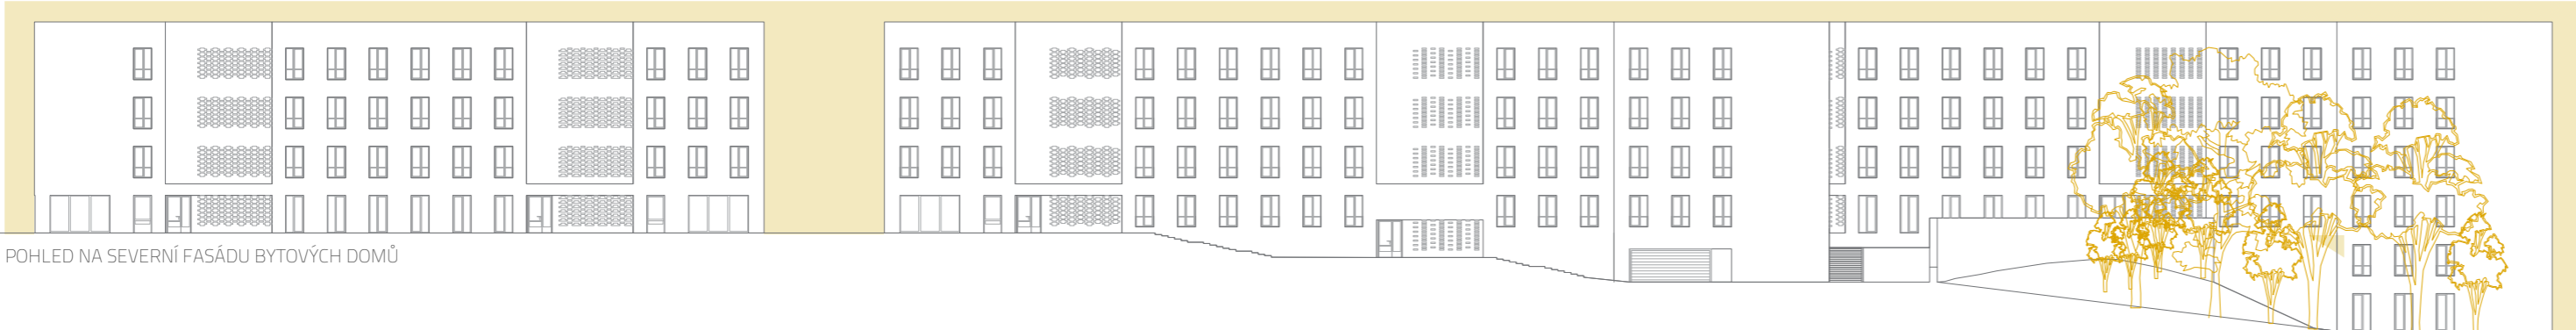 POHLED NA SEVERNÍ FASÁDU BYTOVÝCH DOMŮ